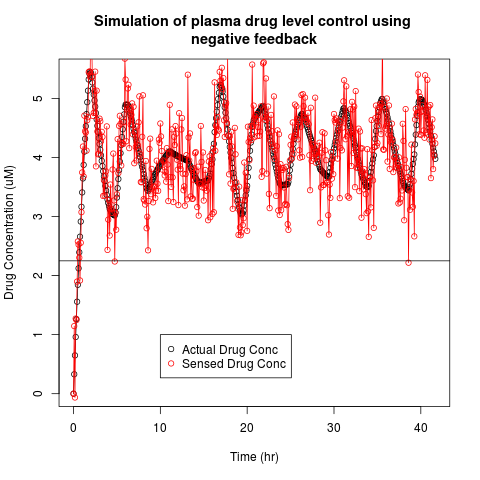 Simulation of plasma drug level control using
negative feedback
Drug Concentration (uM)
5
4
3
2
1
0
Actual Drug Conc
Sensed Drug Conc
0 10 20 30 40
Time (hr)